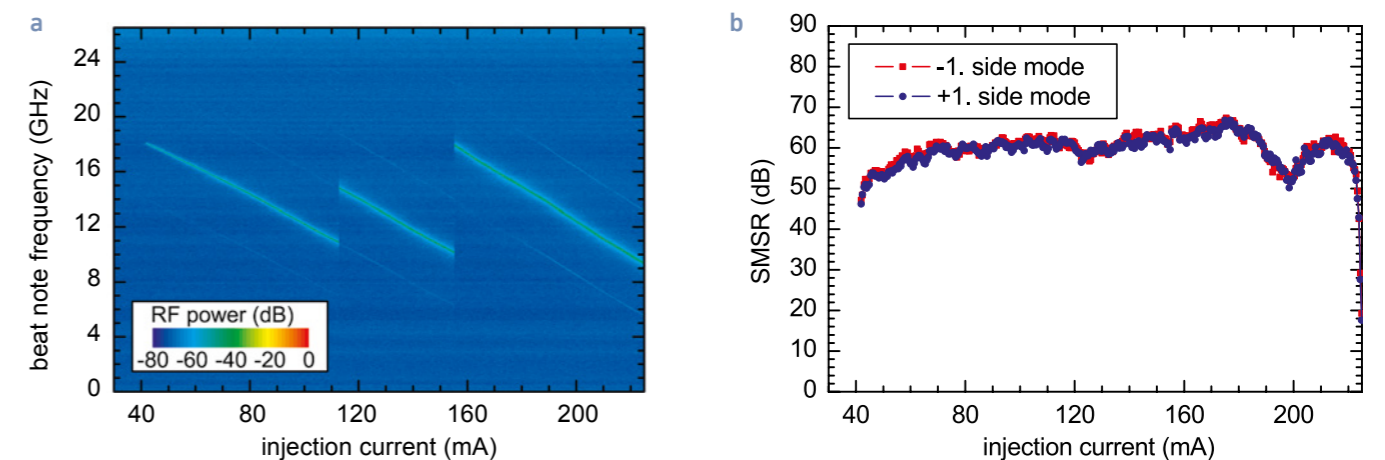 a
beat note frequency (GHz)
24
20
16
12
8
4
0
RF power (dB)
-80 -60 -40 -20 0
40 80 120 160 200
injection current (mA)
b
SMSR (dB)
90
80
70
60
50
40
30
20
10
0
-1. side mode
+1. side mode
40 80 120 160 200
injection current (mA)